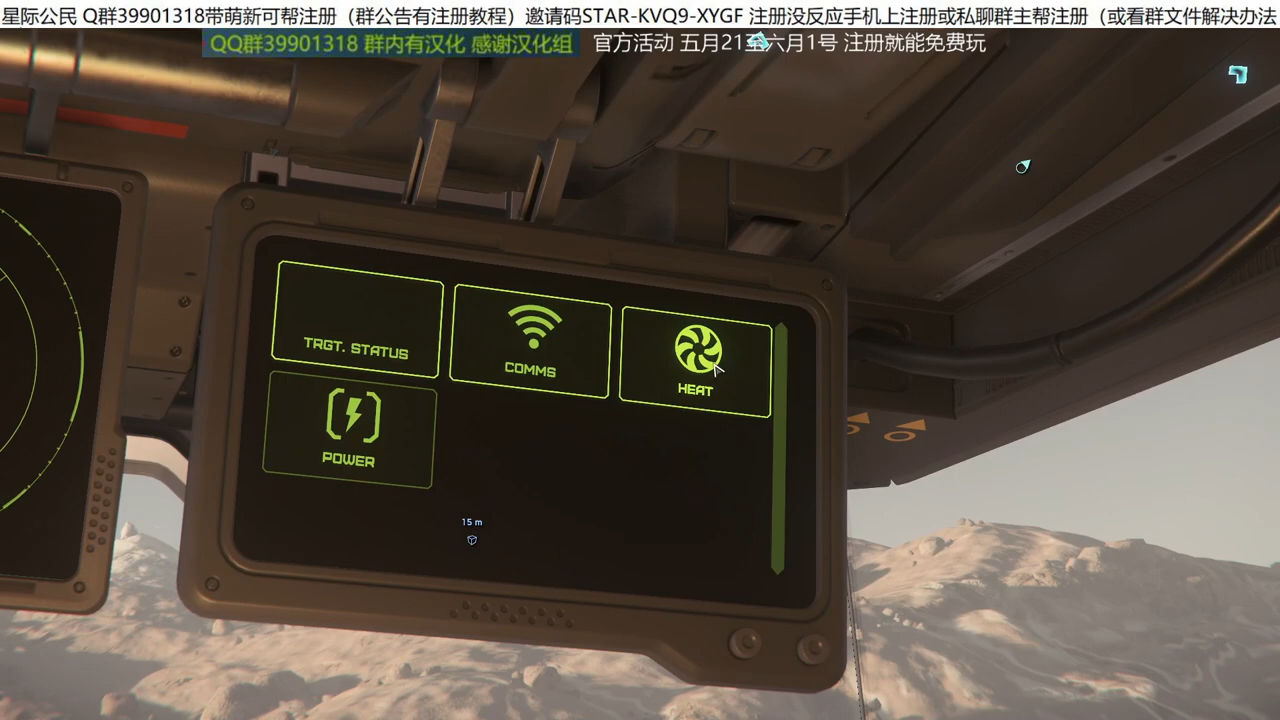 星际公民 QQ群39901318带萌新可帮注册（群公告有注册教程）邀请码STAR-KVQ9-XYGF 注册没反应手机上注册或私聊群主帮注册（或看群文件解决办法
QQ群39901318 群内有汉化 感谢汉化组 官方活动 五月21至六月1号 注册就能免费玩
TRGT. STATUS
COMMS
HEAT
POWER
15 m